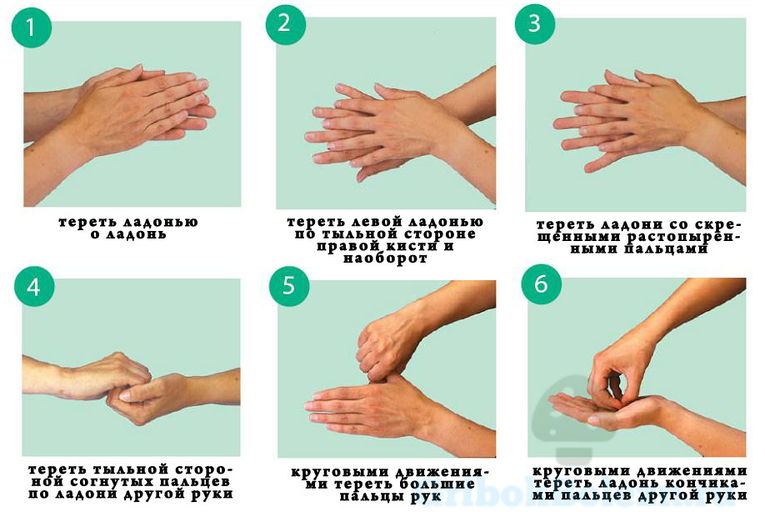 1
тереть ладонью
о ладонь
2
тереть левой ладонью
по тыльной стороне
правой кисти и
наоборот
3
тереть ладони со скре-
щенными растопырен-
ными пальцами
4
тереть тыльной сторо-
ной согнутых пальцев
по ладони другой руки
5
круговыми движения-
ми тереть большие
пальцы рук
6
круговыми движениями
тереть ладонь кончика-
ми пальцев другой руки